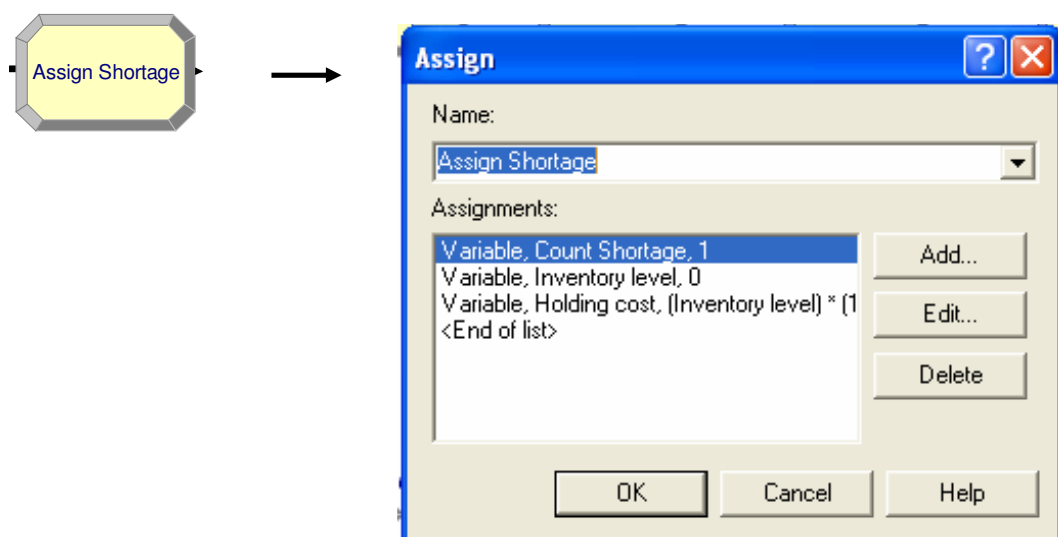 Assign Shortage
Assign
Name:
Assign Shortage
Assignments:
Variable, Count Shortage, 1
Variable, Inventory level, 0
Variable, Holding cost, (Inventory level) * (1
<End of list>
Add...
Edit...
Delete
OK
Cancel
Help